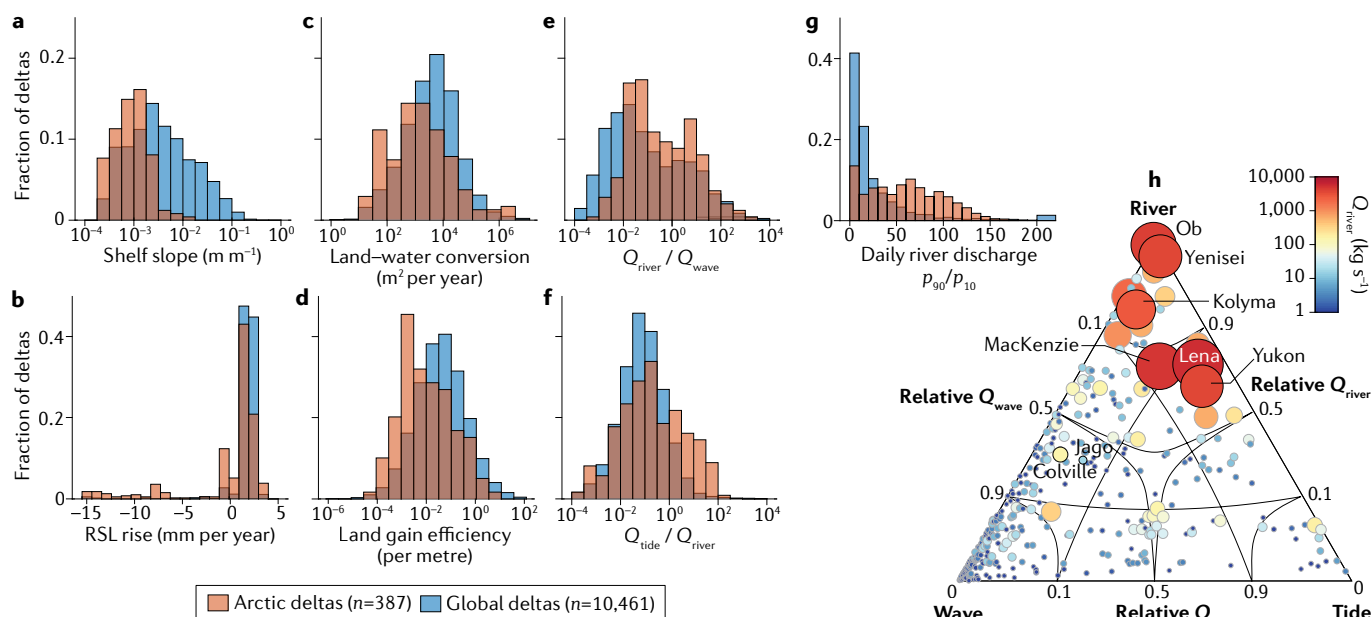 a
Fraction of deltas
0.2
0.1
0
10⁻⁴
10⁻³
10⁻²
10⁻¹
10⁰
Shelf slope (m m⁻¹)
b
Fraction of deltas
0.4
0.2
0
−15
−10
−5
0
5
RSL rise (mm per year)
c
10⁰
10²
10⁴
10⁶
Land–water conversion
(m² per year)
d
10⁻⁶
10⁻⁴
10⁻²
10⁰
10²
Land gain efficiency
(per metre)
e
10⁻⁴
10⁻²
10⁰
10²
10⁴
Q_river / Q_wave
f
10⁻⁴
10⁻²
10⁰
10²
10⁴
Q_tide / Q_river
Arctic deltas (n=387)
Global deltas (n=10,461)
g
0.4
0.2
0
0
50
100
150
200
Daily river discharge
p₉₀/p₁₀
h
River
Ob
Yenisei
Kolyma
0.1
0.9
MacKenzie
Lena
Yukon
Relative Q_wave
Relative Q_river
0.5
0.5
Jago
Colville
0.9
0.1
0
0.1
0.5
0.9
0
Wave
Relative Q
Tide
10,000
1,000
100
10
1
Q_river (kg s⁻¹)